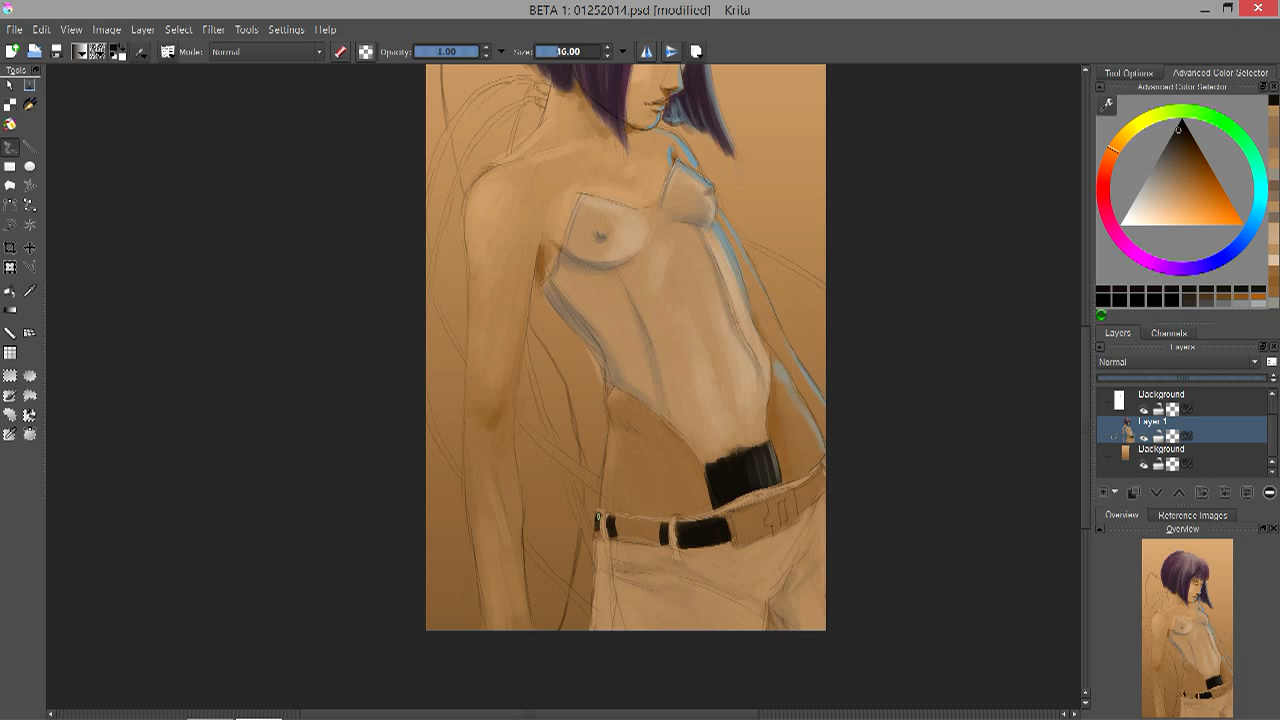 BETA 1: 01252014.psd [modified] – Krita
File Edit View Image Layer Select Filter Tools Settings Help
Mode: Normal Opacity: 1.00 Size: 46.00
Tools
Tool Options Advanced Color Selector
Advanced Color Selector
Layers Channels
Layers
Normal
Background
Layer 1
Background
Overview Reference Images
Overview